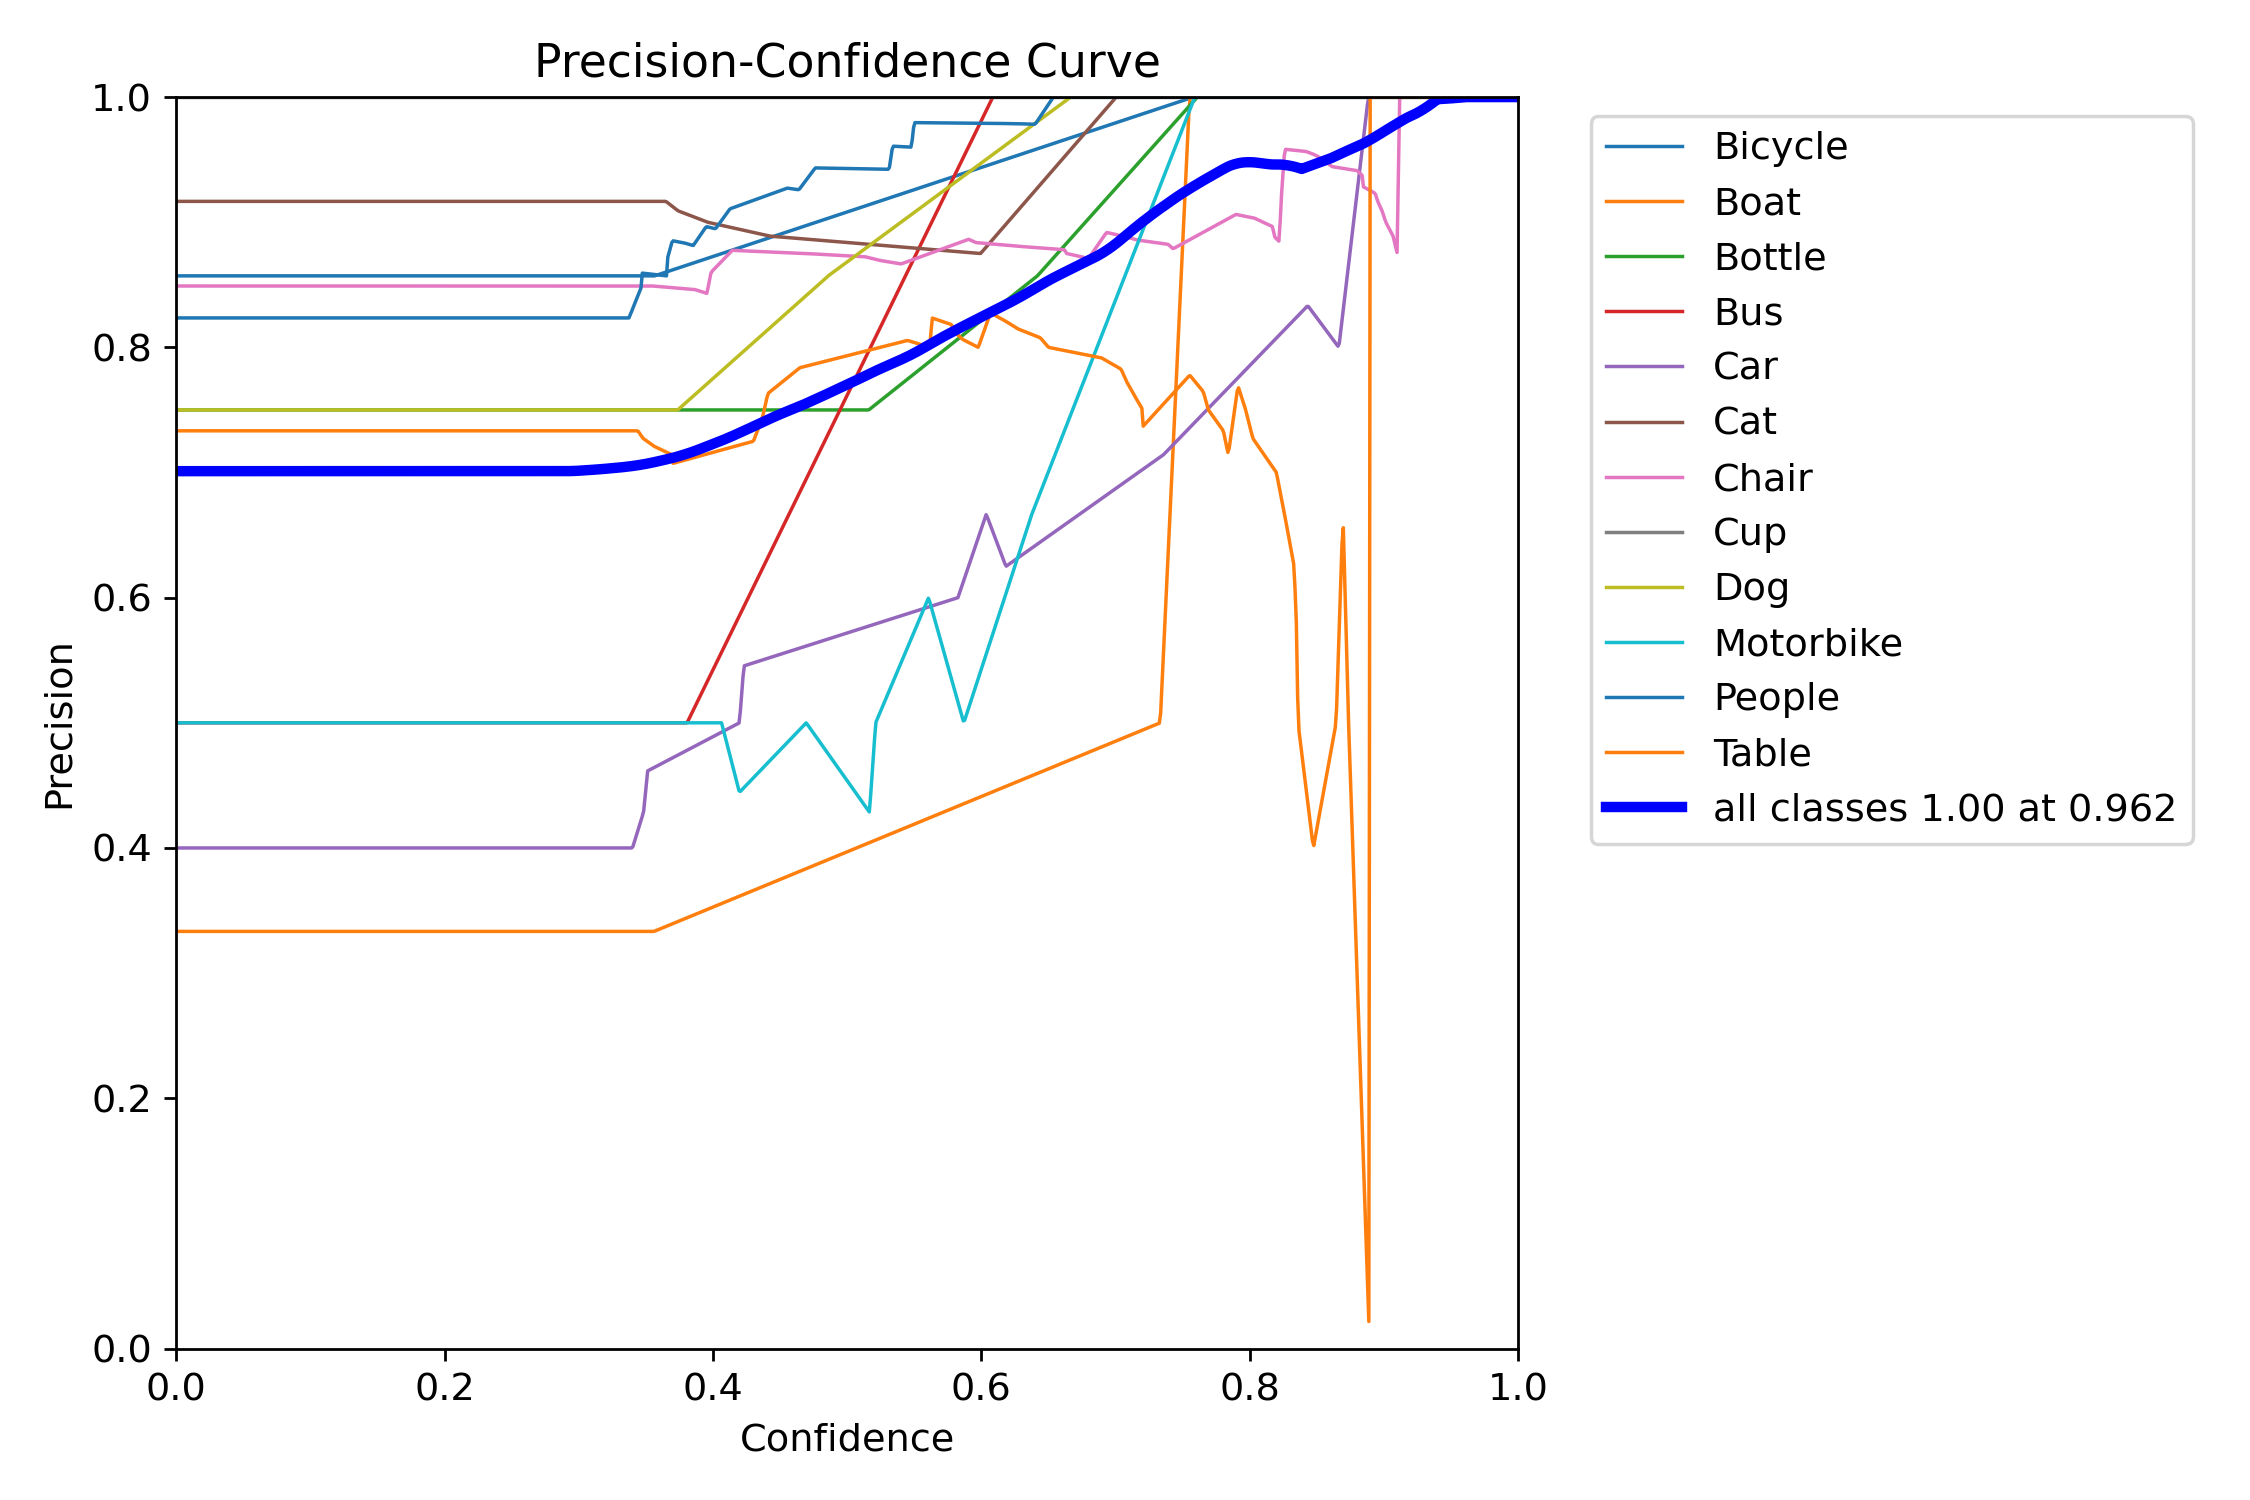 Precision-Confidence Curve
1.0
0.8
0.6
0.4
0.2
0.0
Precision
0.0 0.2 0.4 0.6 0.8 1.0
Confidence
Bicycle
Boat
Bottle
Bus
Car
Cat
Chair
Cup
Dog
Motorbike
People
Table
all classes 1.00 at 0.962